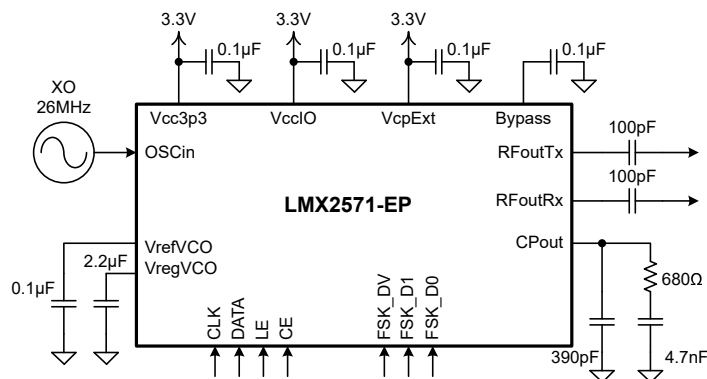 3.3V 3.3V 3.3V
0.1µF 0.1µF 0.1µF 0.1µF
XO
26MHz
Vcc3p3 VccIO VcpExt Bypass
100pF
OSCin RFoutTx
100pF
LMX2571-EP RFoutRx
VrefVCO CPout
2.2µF VregVCO
680Ω
0.1µF
CLK
DATA
LE
CE
FSK_DV
FSK_D1
FSK_D0
390pF 4.7nF